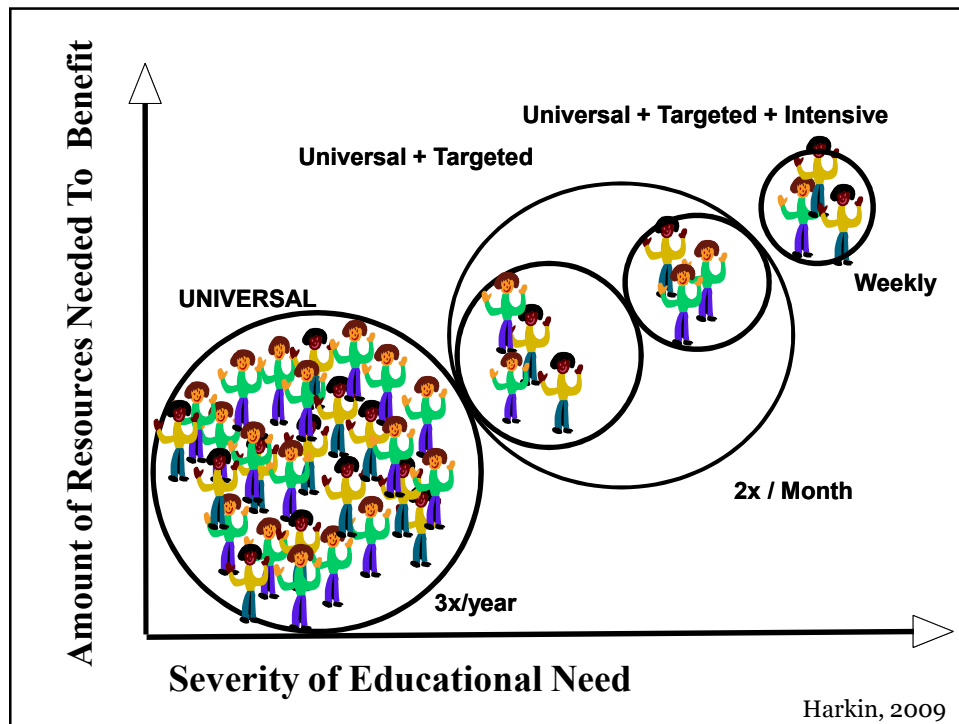 Amount of Resources Needed To Benefit
Universal + Targeted + Intensive
Universal + Targeted
UNIVERSAL
Weekly
2x / Month
3x/year
Severity of Educational Need
Harkin, 2009